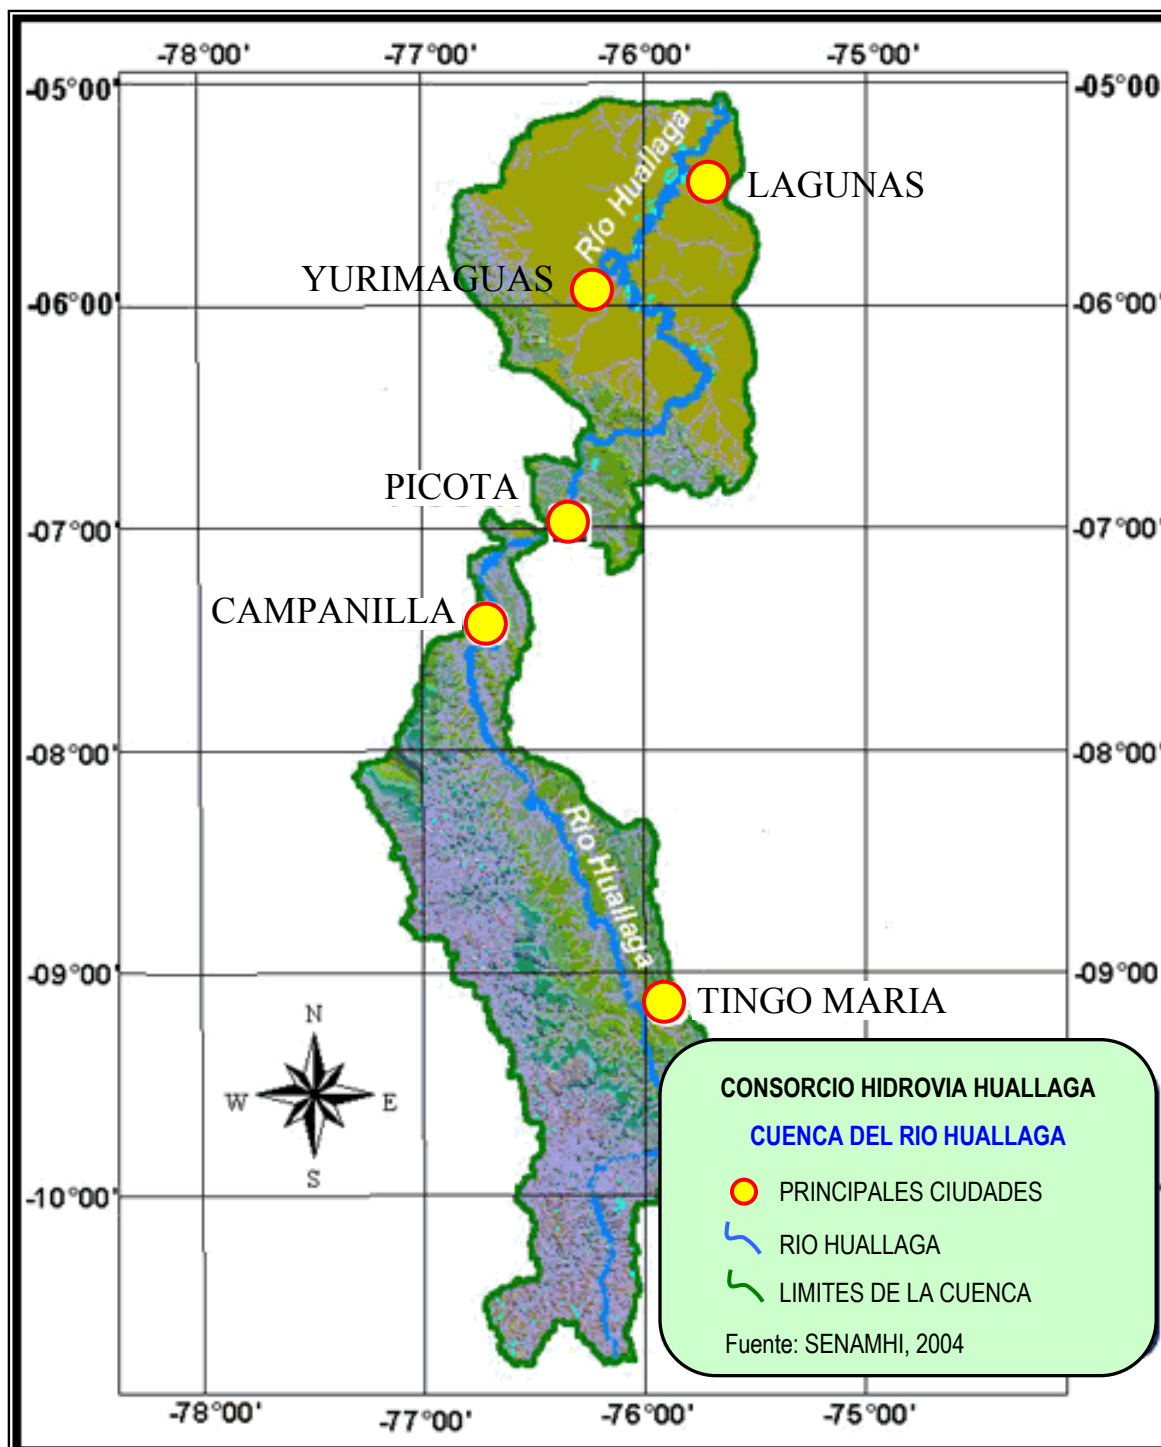 -78°00' -77°00' -76°00' -75°00'
-05°00' -05°00'
Río Huallaga
LAGUNAS
YURIMAGUAS
-06°00' -06°00'
PICOTA
-07°00' -07°00'
CAMPANILLA
-08°00' -08°00'
Río Huallaga
-09°00' -09°00'
TINGO MARIA
N
W E
S
CONSORCIO HIDROVIA HUALLAGA
CUENCA DEL RIO HUALLAGA
PRINCIPALES CIUDADES
-10°00'
RIO HUALLAGA
LIMITES DE LA CUENCA
Fuente: SENAMHI, 2004
-78°00' -77°00' -76°00' -75°00'